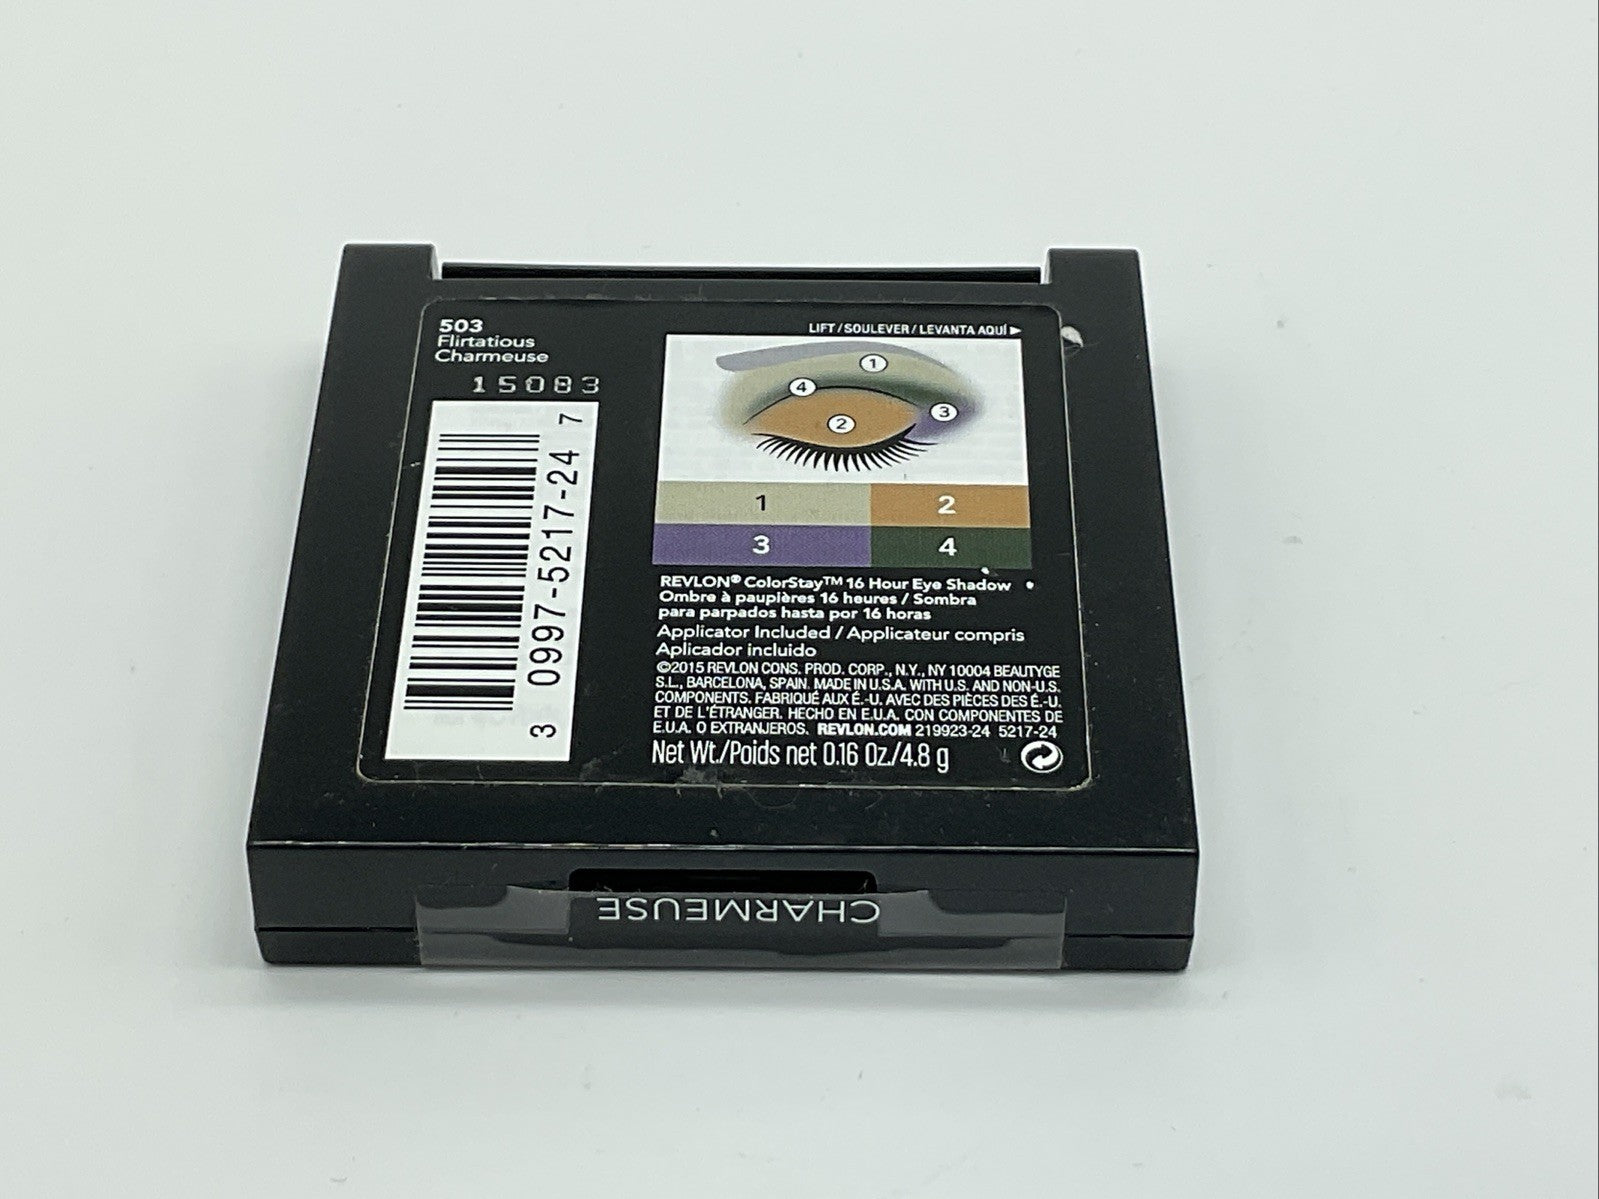 503
Flirtatious
Charmeuse
15083
3 0997-5217-24 7
LIFT / SOULEVER / LEVANTA AQUÍ ►
1
4
3
2
1 2
3 4
REVLON® ColorStay™ 16 Hour Eye Shadow •
Ombre à paupières 16 heures / Sombra
para parpados hasta por 16 horas
Applicator Included / Applicateur compris
Aplicador incluido
©2015 REVLON CONS. PROD. CORP., N.Y., NY 10004 BEAUTYGE
S.L., BARCELONA, SPAIN. MADE IN U.S.A. WITH U.S. AND NON-U.S.
COMPONENTS. FABRIQUÉ AUX É.-U. AVEC DES PIÈCES DES É.-U.
ET DE L'ÉTRANGER. HECHO EN E.U.A. CON COMPONENTES DE
E.U.A. O EXTRANJEROS. REVLON.COM 219923-24 5217-24
Net Wt./Poids net 0.16 Oz./4.8 g
CHARMEUSE